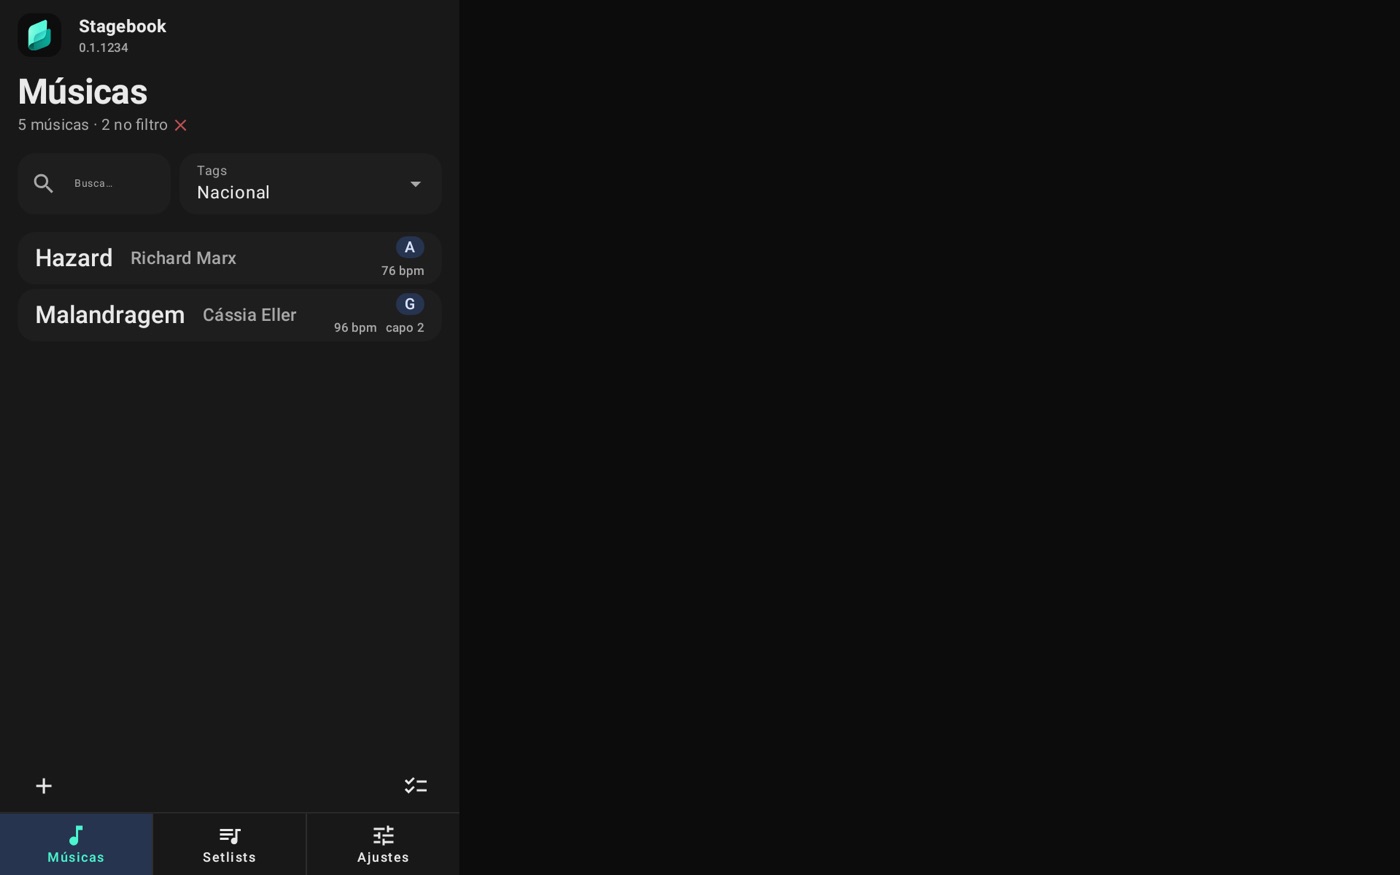 Stagebook
0.1.1234
Músicas
5 músicas · 2 no filtro
Busca…
Tags
Nacional
Hazard Richard Marx A
76 bpm
Malandragem Cássia Eller G
96 bpm capo 2
Músicas Setlists Ajustes